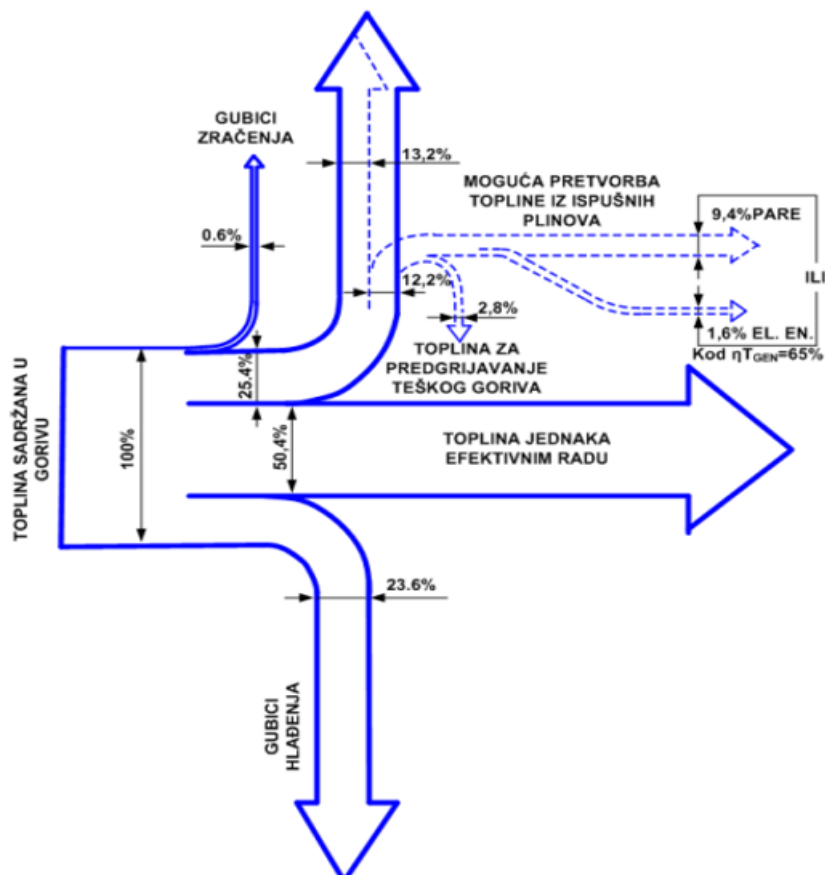 GUBICI
ZRAČENJA
0.6%
13,2%
MOGUĆA PRETVORBA
TOPLINE IZ ISPUŠNIH
PLINOVA
9,4%PARE
ILI
12,2%
2,8%
1,6% EL. EN.
Kod ηTGEN=65%
TOPLINA ZA
PREDGRIJAVANJE
TEŠKOG GORIVA
25.4%
TOPLINA SADRŽANA U
GORIVU
100%
50,4%
TOPLINA JEDNAKA
EFEKTIVNIM RADU
23.6%
GUBICI
HLAĐENJA